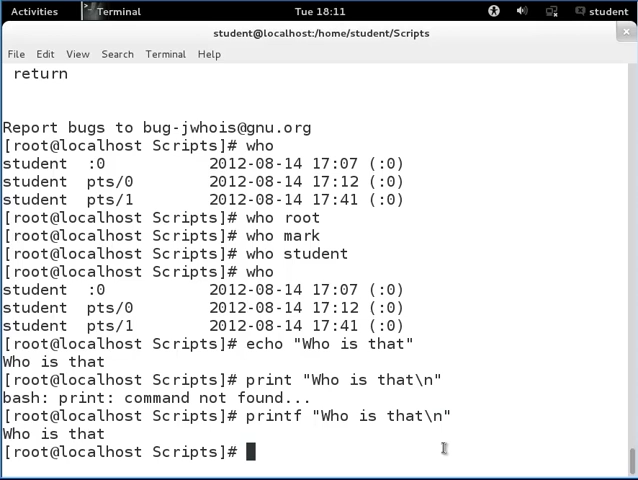 Activities Terminal Tue 18:11 student
student@localhost:/home/student/Scripts
File Edit View Search Terminal Help
return
Report bugs to bug-jwhois@gnu.org
[root@localhost Scripts]# who
student :0 2012-08-14 17:07 (:0)
student pts/0 2012-08-14 17:12 (:0)
student pts/1 2012-08-14 17:41 (:0)
[root@localhost Scripts]# who root
[root@localhost Scripts]# who mark
[root@localhost Scripts]# who student
[root@localhost Scripts]# who
student :0 2012-08-14 17:07 (:0)
student pts/0 2012-08-14 17:12 (:0)
student pts/1 2012-08-14 17:41 (:0)
[root@localhost Scripts]# echo "Who is that"
Who is that
[root@localhost Scripts]# print "Who is that\n"
bash: print: command not found...
[root@localhost Scripts]# printf "Who is that\n"
Who is that
[root@localhost Scripts]#